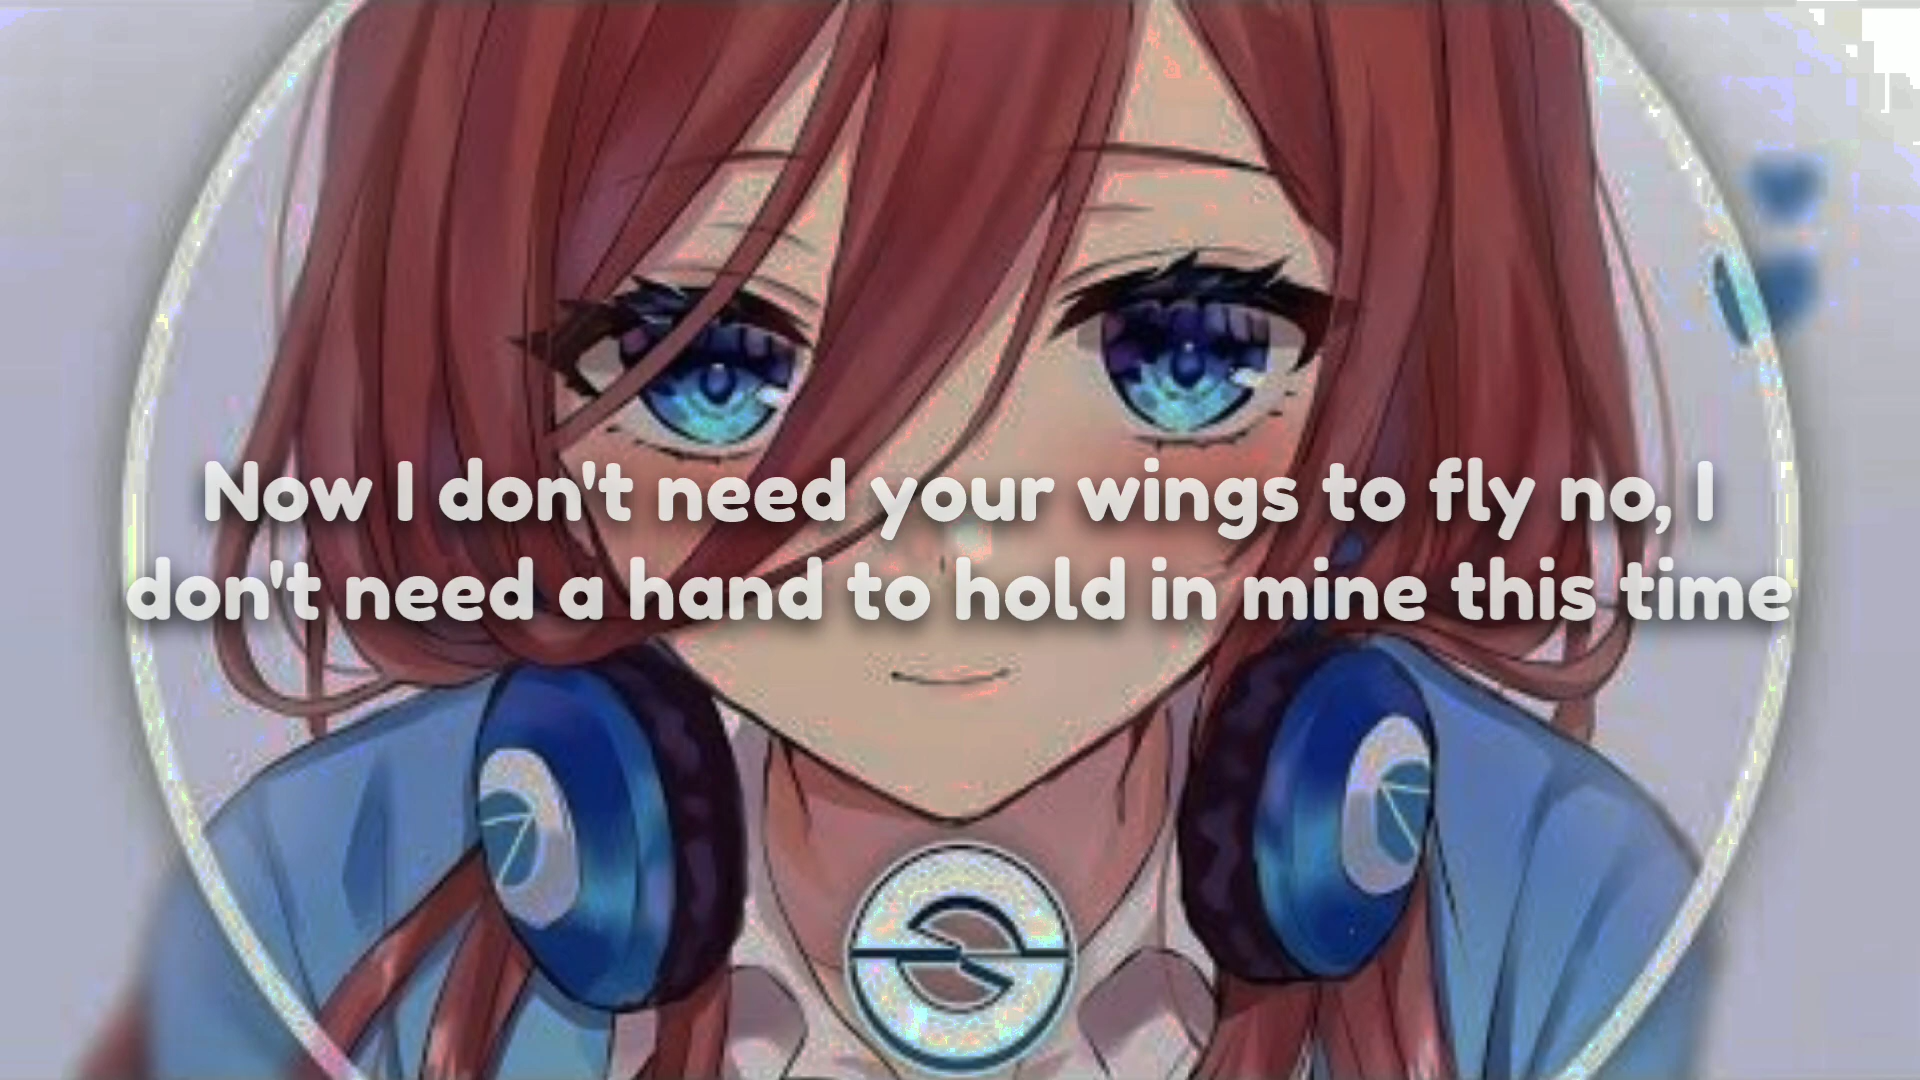 Now I don't need your wings to fly no, I
don't need a hand to hold in mine this time